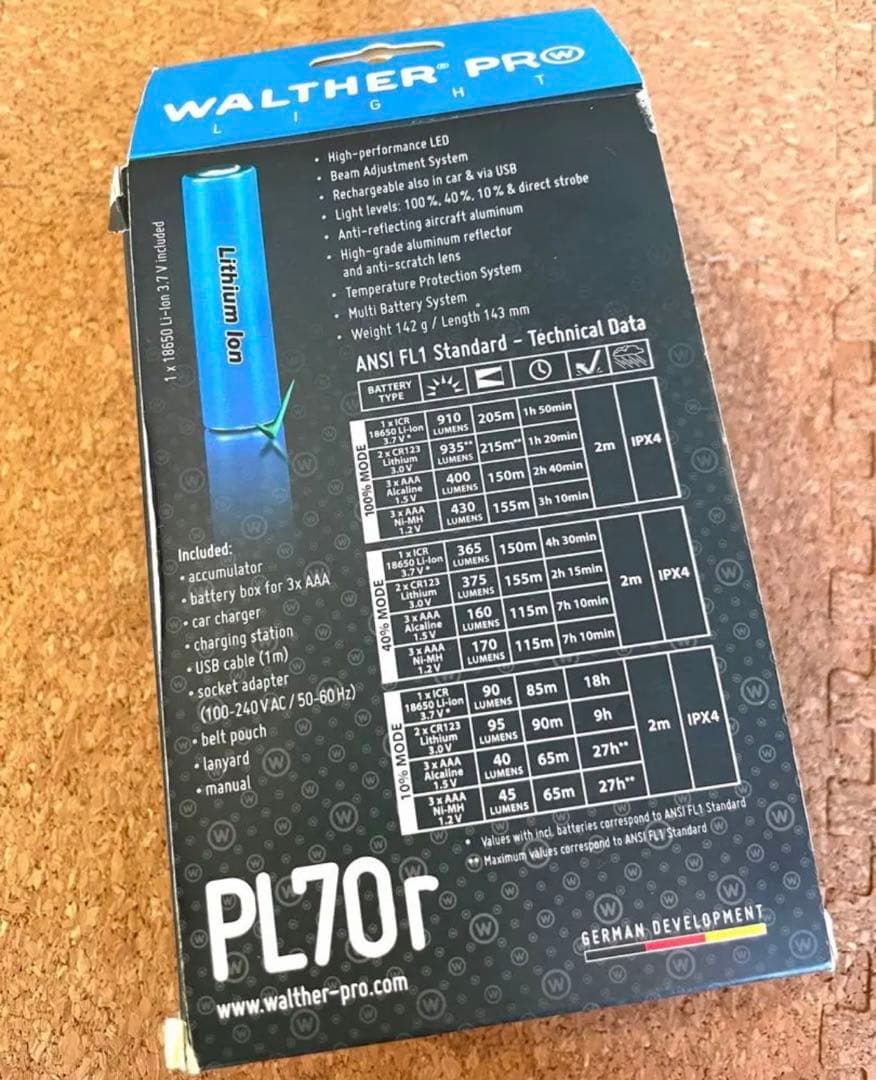 WALTHER® PRO
LIGHT
• High-performance LED
• Beam Adjustment System
• Rechargeable also in car & via USB
• Light levels: 100%, 40%, 10% & direct strobe
• Anti-reflecting aircraft aluminum
• High-grade aluminum reflector
and anti-scratch lens
• Temperature Protection System
• Multi Battery System
• Weight 142 g / Length 143 mm
1 x 18650 Li-Ion 3.7 V included
Lithium Ion
ANSI FL1 Standard - Technical Data
BATTERY
TYPE
100% MODE
1 x ICR
18650 Li-Ion
3.7 V*
910
LUMENS
205m
1h 50min
2 x CR123
Lithium
3.0 V
935**
LUMENS
215m**
1h 20min
3 x AAA
Alcaline
1.5 V
400
LUMENS
150m
2h 40min
3 x AAA
Ni-MH
1.2 V
430
LUMENS
155m
3h 10min
2m
IPX4
40% MODE
1 x ICR
18650 Li-Ion
3.7 V*
365
LUMENS
150m
4h 30min
2 x CR123
Lithium
3.0 V
375
LUMENS
155m
2h 15min
3 x AAA
Alcaline
1.5 V
160
LUMENS
115m
7h 10min
3 x AAA
Ni-MH
1.2 V
170
LUMENS
115m
7h 10min
2m
IPX4
10% MODE
1 x ICR
18650 Li-Ion
3.7 V*
90
LUMENS
85m
18h
2 x CR123
Lithium
3.0 V
95
LUMENS
90m
9h
3 x AAA
Alcaline
1.5 V
40
LUMENS
65m
27h**
3 x AAA
Ni-MH
1.2 V
45
LUMENS
65m
27h**
2m
IPX4
* Values with incl. batteries correspond to ANSI FL1 Standard
** Maximum values correspond to ANSI FL1 Standard
Included:
• accumulator
• battery box for 3x AAA
• car charger
• charging station
• USB cable (1m)
• socket adapter
(100-240 V AC / 50-60 Hz)
• belt pouch
• lanyard
• manual
PL70r
www.walther-pro.com
GERMAN DEVELOPMENT